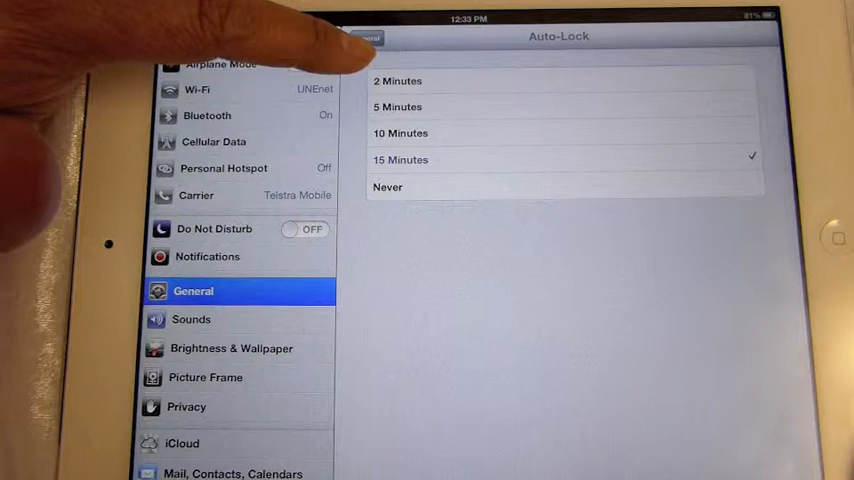 12:33 PM
81%
Auto-Lock
Airplane Mode
Wi-Fi UNEnet
Bluetooth On
Cellular Data
Personal Hotspot Off
Carrier Telstra Mobile
Do Not Disturb OFF
Notifications
General
Sounds
Brightness & Wallpaper
Picture Frame
Privacy
iCloud
Mail, Contacts, Calendars
2 Minutes
5 Minutes
10 Minutes
15 Minutes
Never